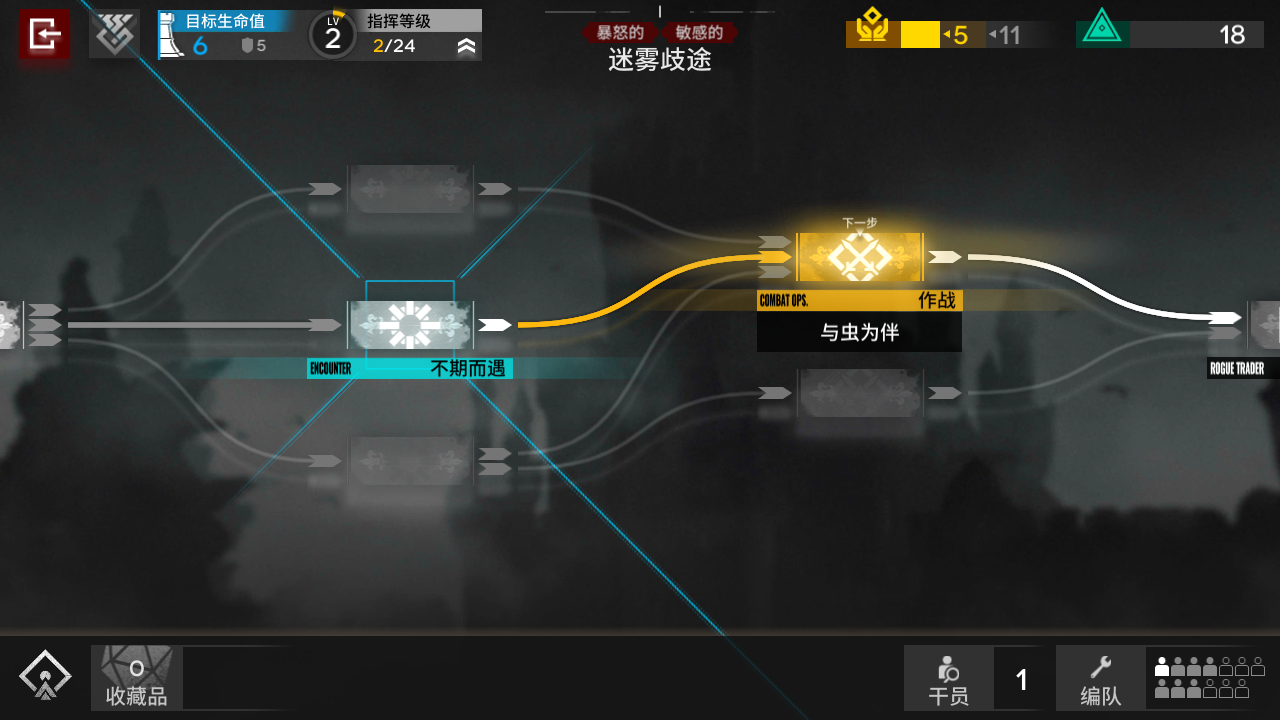 目标生命值
6
5
LV
2
指挥等级
2/24
暴怒的
敏感的
迷雾歧途
5
11
18
下一步
COMBAT OPS.
作战
与虫为伴
ENCOUNTER
不期而遇
ROGUE TRADER
0
收藏品
干员
1
编队